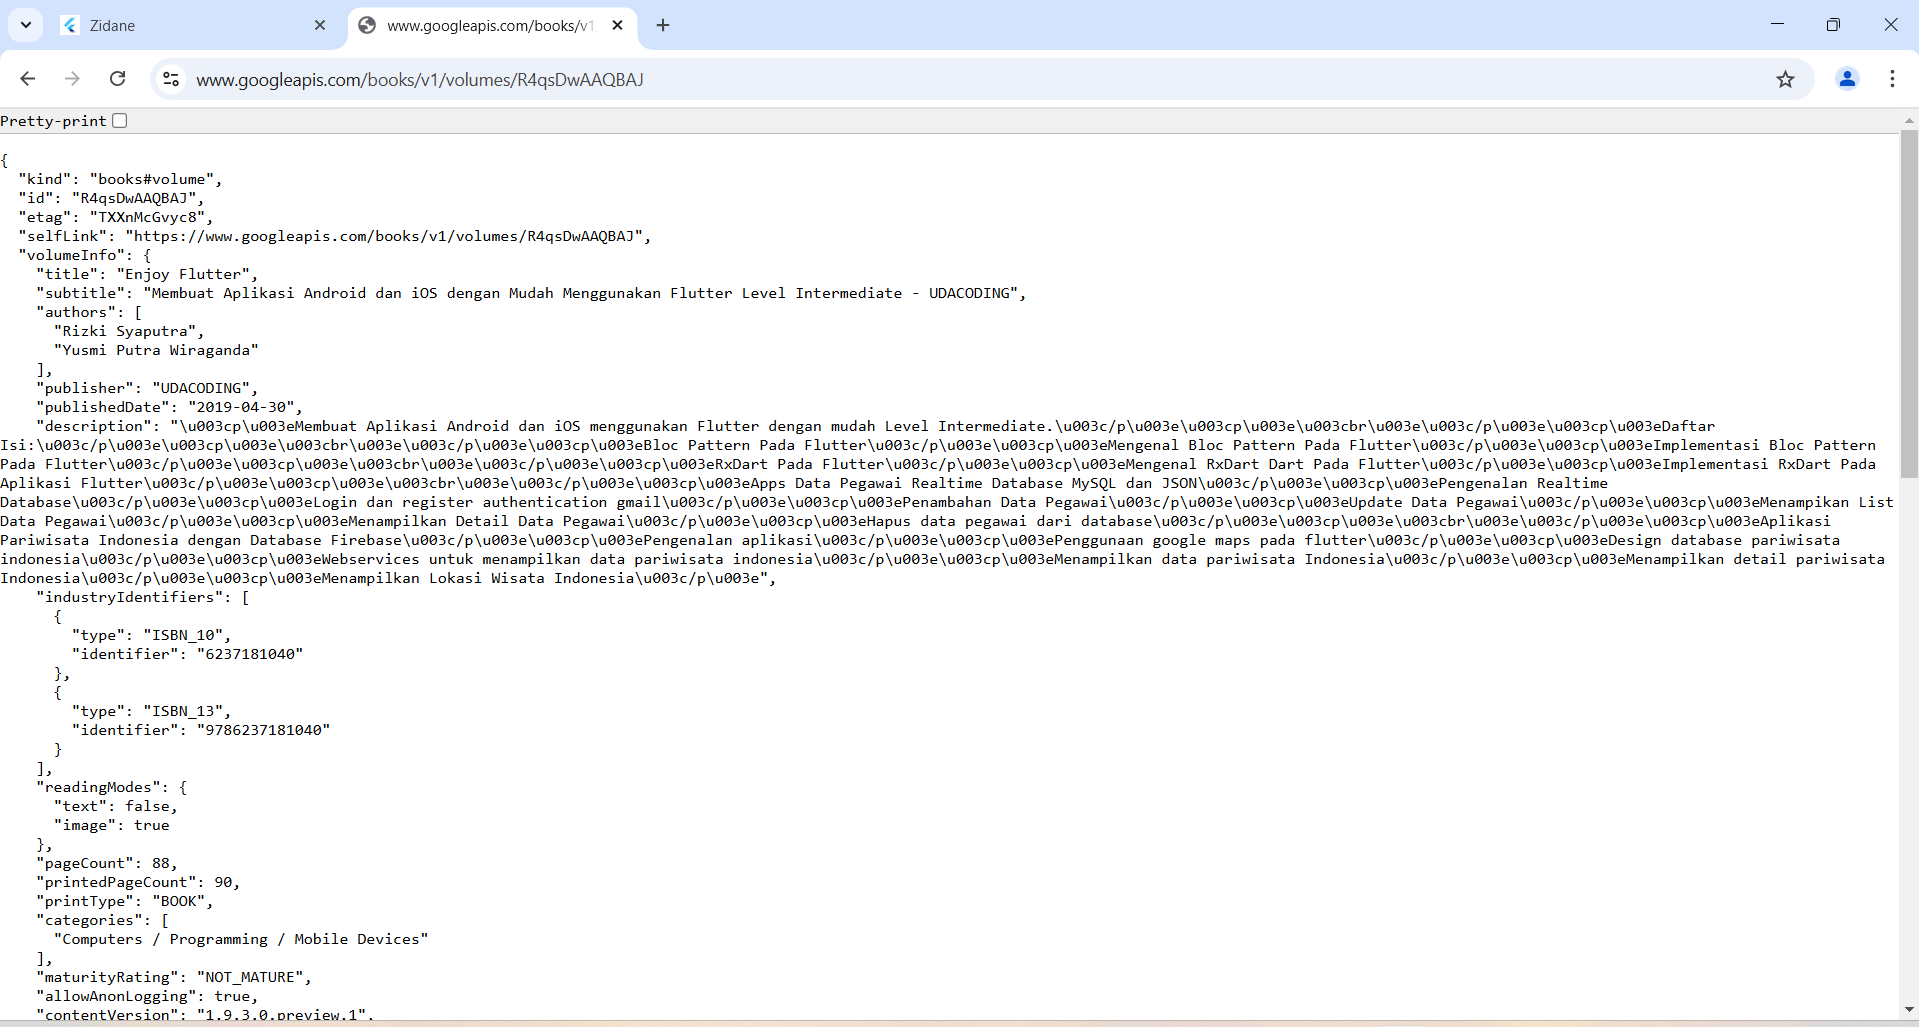 Zidane
www.googleapis.com/books/v1
www.googleapis.com/books/v1/volumes/R4qsDwAAQBAJ
Pretty-print
{
"kind": "books#volume",
"id": "R4qsDwAAQBAJ",
"etag": "TXXnMcGvyc8",
"selfLink": "https://www.googleapis.com/books/v1/volumes/R4qsDwAAQBAJ",
"volumeInfo": {
"title": "Enjoy Flutter",
"subtitle": "Membuat Aplikasi Android dan iOS dengan Mudah Menggunakan Flutter Level Intermediate - UDACODING",
"authors": [
"Rizki Syaputra",
"Yusmi Putra Wiraganda"
],
"publisher": "UDACODING",
"publishedDate": "2019-04-30",
"description": "\u003cp\u003eMembuat Aplikasi Android dan iOS menggunakan Flutter dengan mudah Level Intermediate.\u003c/p\u003e\u003cp\u003e\u003cbr\u003e\u003c/p\u003e\u003cp\u003eDaftar
Isi:\u003c/p\u003e\u003cp\u003e\u003cbr\u003e\u003c/p\u003e\u003cp\u003eBloc Pattern Pada Flutter\u003c/p\u003e\u003cp\u003eMengenal Bloc Pattern Pada Flutter\u003c/p\u003e\u003cp\u003eImplementasi Bloc Pattern
Pada Flutter\u003c/p\u003e\u003cp\u003e\u003cbr\u003e\u003c/p\u003e\u003cp\u003eRxDart Pada Flutter\u003c/p\u003e\u003cp\u003eMengenal RxDart Dart Pada Flutter\u003c/p\u003e\u003cp\u003eImplementasi RxDart Pada
Aplikasi Flutter\u003c/p\u003e\u003cp\u003e\u003cbr\u003e\u003c/p\u003e\u003cp\u003eApps Data Pegawai Realtime Database MySQL dan JSON\u003c/p\u003e\u003cp\u003ePengenalan Realtime
Database\u003c/p\u003e\u003cp\u003eLogin dan register authentication gmail\u003c/p\u003e\u003cp\u003ePenambahan Data Pegawai\u003c/p\u003e\u003cp\u003eUpdate Data Pegawai\u003c/p\u003e\u003cp\u003eMenampikan List
Data Pegawai\u003c/p\u003e\u003cp\u003eMenampilkan Detail Data Pegawai\u003c/p\u003e\u003cp\u003eHapus data pegawai dari database\u003c/p\u003e\u003cp\u003e\u003cbr\u003e\u003c/p\u003e\u003cp\u003eAplikasi
Pariwisata Indonesia dengan Database Firebase\u003c/p\u003e\u003cp\u003ePengenalan aplikasi\u003c/p\u003e\u003cp\u003ePenggunaan google maps pada flutter\u003c/p\u003e\u003cp\u003eDesign database pariwisata
indonesia\u003c/p\u003e\u003cp\u003eWebservices untuk menampilkan data pariwisata indonesia\u003c/p\u003e\u003cp\u003eMenampilkan data pariwisata Indonesia\u003c/p\u003e\u003cp\u003eMenampilkan detail pariwisata
Indonesia\u003c/p\u003e\u003cp\u003eMenampilkan Lokasi Wisata Indonesia\u003c/p\u003e",
"industryIdentifiers": [
{
"type": "ISBN_10",
"identifier": "6237181040"
},
{
"type": "ISBN_13",
"identifier": "9786237181040"
}
],
"readingModes": {
"text": false,
"image": true
},
"pageCount": 88,
"printedPageCount": 90,
"printType": "BOOK",
"categories": [
"Computers / Programming / Mobile Devices"
],
"maturityRating": "NOT_MATURE",
"allowAnonLogging": true,
"contentVersion": "1.9.3.0.preview.1",